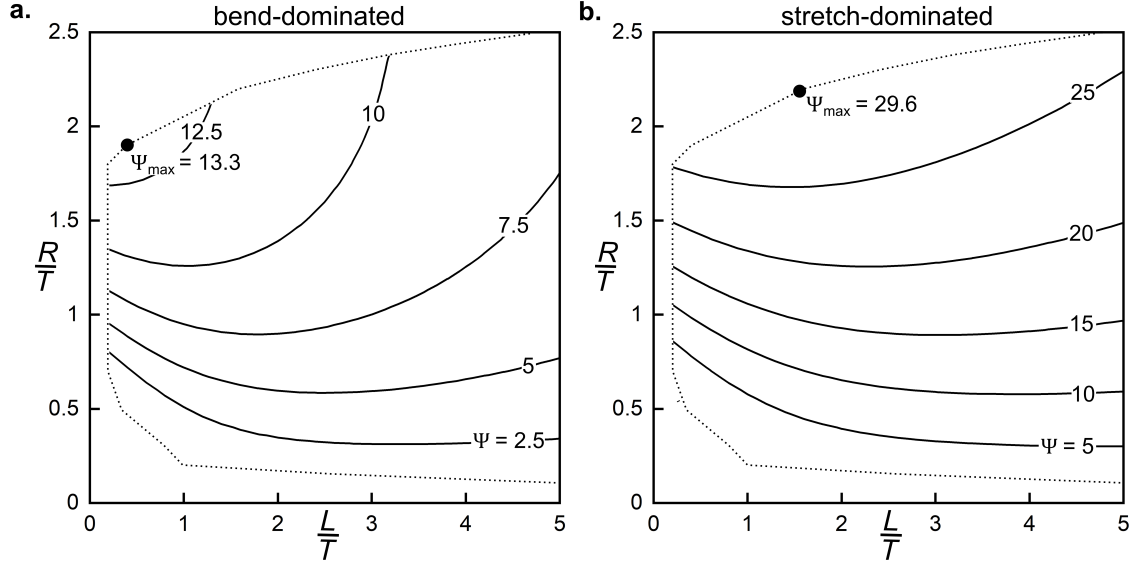 a. bend-dominated
2.5
2
1.5
1
0.5
0
R
T
12.5
10
Ψmax = 13.3
7.5
5
Ψ = 2.5
0 1 2 3 4 5
L
T
b. stretch-dominated
2.5
2
1.5
1
0.5
0
R
T
25
Ψmax = 29.6
20
15
10
Ψ = 5
0 1 2 3 4 5
L
T